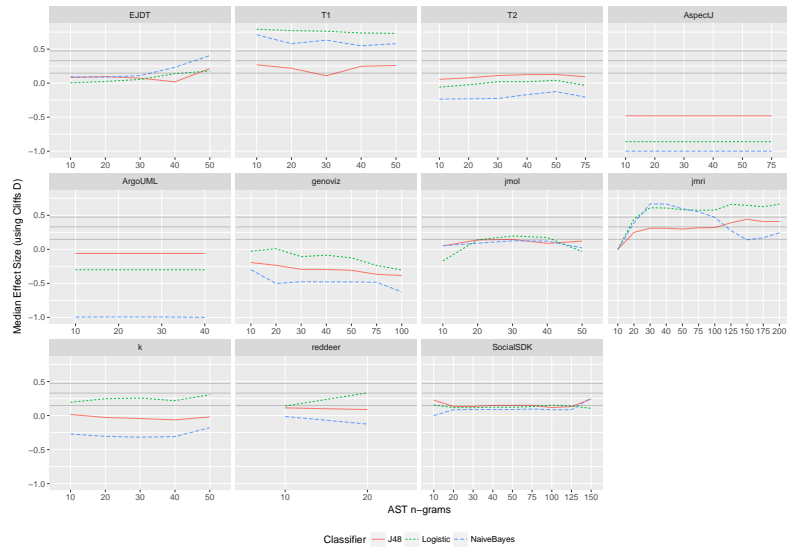 EJDT T1 T2 AspectJ
0.5
0.0
−0.5
−1.0
10 20 30 40 50
10 20 30 40 50
10 20 30 40 50 75
10 20 30 40 50 75
ArgoUML genoviz jmol jmri
0.5
0.0
−0.5
−1.0
10 20 30 40
10 20 30 40 50 75 100
10 20 30 40 50
10 20 30 40 50 75 100 125 150 175 200
k reddeer SocialSDK
0.5
0.0
−0.5
−1.0
10 20 30 40 50
10 20
10 20 30 40 50 75 100 125 150
Median Effect Size (using Cliffs D)
AST n−grams
Classifier J48 Logistic NaiveBayes